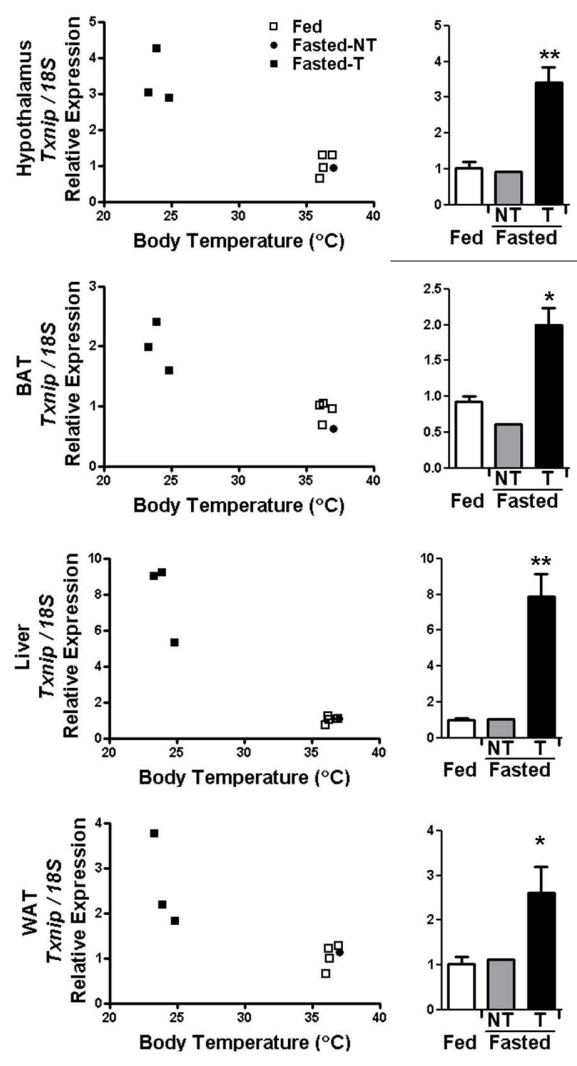 Hypothalamus
Txnip / 18S
Relative Expression
5
4
3
2
1
0
20 25 30 35 40
Body Temperature (°C)
Fed
Fasted-NT
Fasted-T
5
4
3
2
1
0
**
NT T
Fed Fasted
BAT
Txnip / 18S
Relative Expression
3
2
1
0
20 25 30 35 40
Body Temperature (°C)
2.5
2.0
1.5
1.0
0.5
0.0
*
NT T
Fed Fasted
Liver
Txnip / 18S
Relative Expression
10
8
6
4
2
0
20 25 30 35 40
Body Temperature (°C)
10
8
6
4
2
0
**
NT T
Fed Fasted
WAT
Txnip / 18S
Relative Expression
4
3
2
1
0
20 25 30 35 40
Body Temperature (°C)
4
3
2
1
0
*
NT T
Fed Fasted